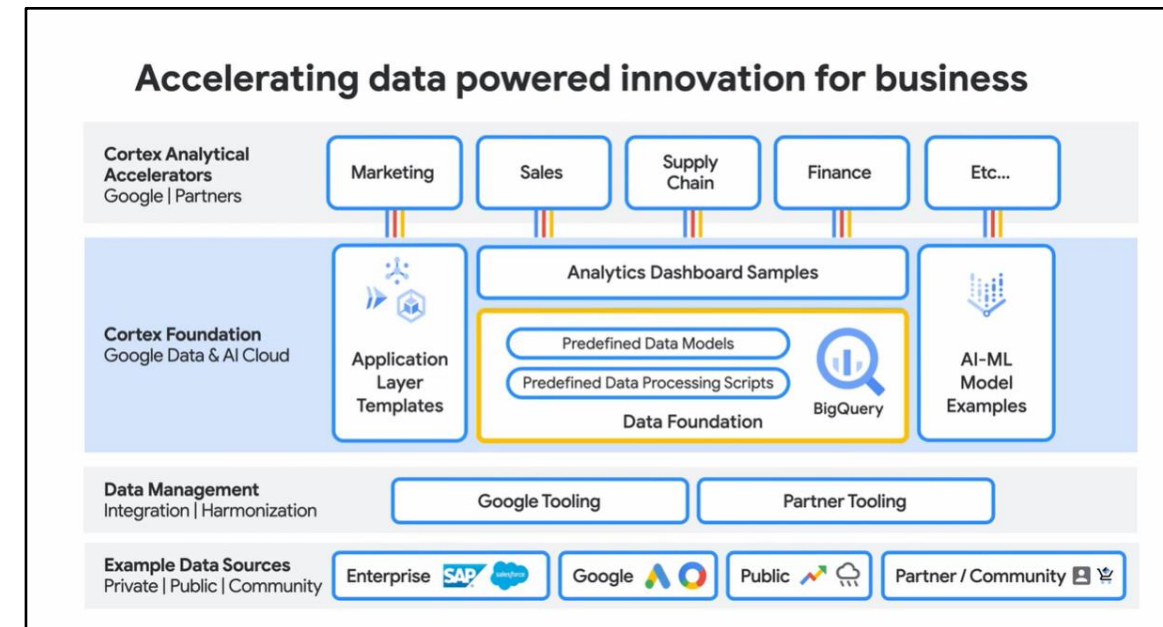 Accelerating data powered innovation for business
Cortex Analytical
Accelerators
Google | Partners
Marketing
Sales
Supply
Chain
Finance
Etc...
Cortex Foundation
Google Data & AI Cloud
Application
Layer
Templates
Analytics Dashboard Samples
Predefined Data Models
Predefined Data Processing Scripts
Data Foundation
BigQuery
AI-ML
Model
Examples
Data Management
Integration | Harmonization
Google Tooling
Partner Tooling
Example Data Sources
Private | Public | Community
Enterprise
SAP
salesforce
Google
Public
Partner / Community